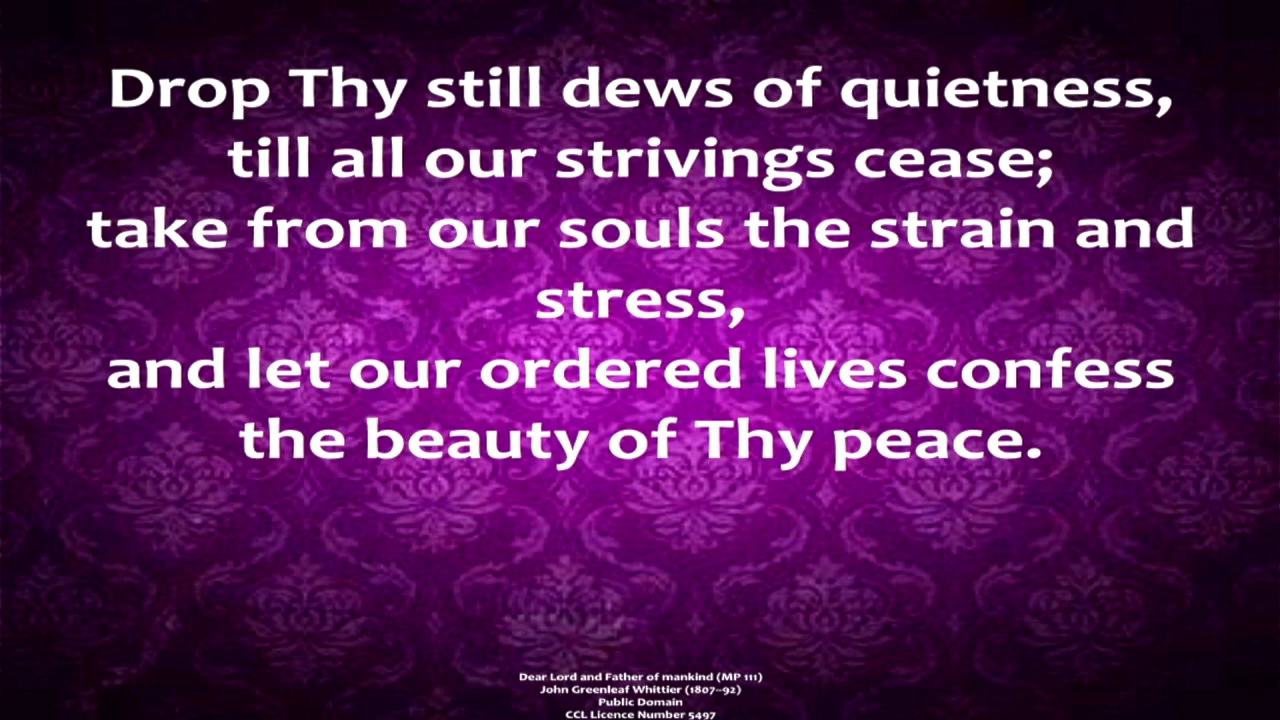 Drop Thy still dews of quietness,
till all our strivings cease;
take from our souls the strain and
stress,
and let our ordered lives confess
the beauty of Thy peace.
Dear Lord and Father of mankind (MP 111)
John Greenleaf Whittier (1807–92)
Public Domain
CCL Licence Number 5497